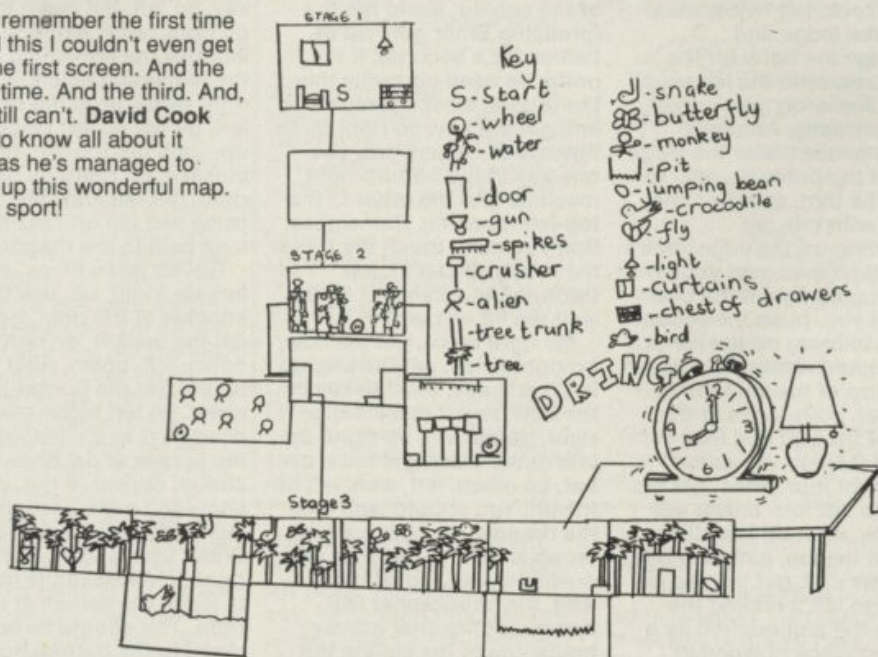 remember the first time
this I couldn't even get
first screen. And the
time. And the third. And,
still can't. David Cook
to know all about it
as he's managed to
up this wonderful map.
sport!
STAGE 1
S
STAGE 2
Stage3
Key
S-Start
-wheel
-water
-door
-gun
-spikes
-crusher
-alien
-tree trunk
-tree
-snake
-butterfly
-monkey
-pit
-jumping bean
-crocodile
-fly
-light
-curtains
-chest of drawers
-bird
DRING
12
3
6
9